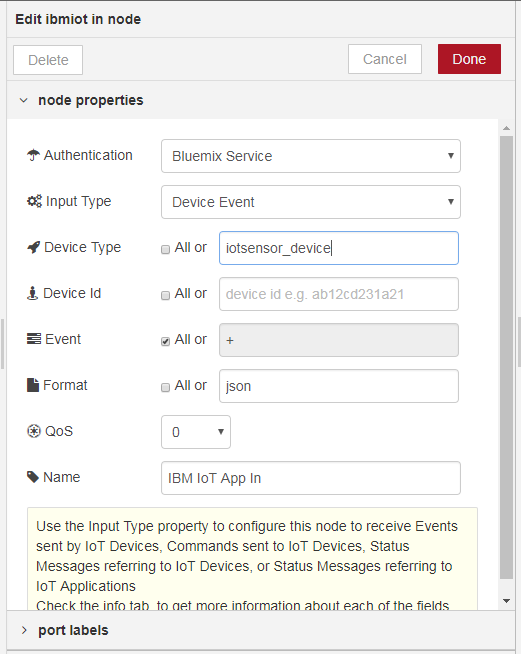 Edit ibmiot in node
Delete
Cancel
Done
node properties
Authentication
Bluemix Service
Input Type
Device Event
Device Type
All or
iotsensor_device
Device Id
All or
device id e.g. ab12cd231a21
Event
All or
+
Format
All or
json
QoS
0
Name
IBM IoT App In
Use the Input Type property to configure this node to receive Events
sent by IoT Devices, Commands sent to IoT Devices, Status
Messages referring to IoT Devices, or Status Messages referring to
IoT Applications
Check the info tab, to get more information about each of the fields
port labels